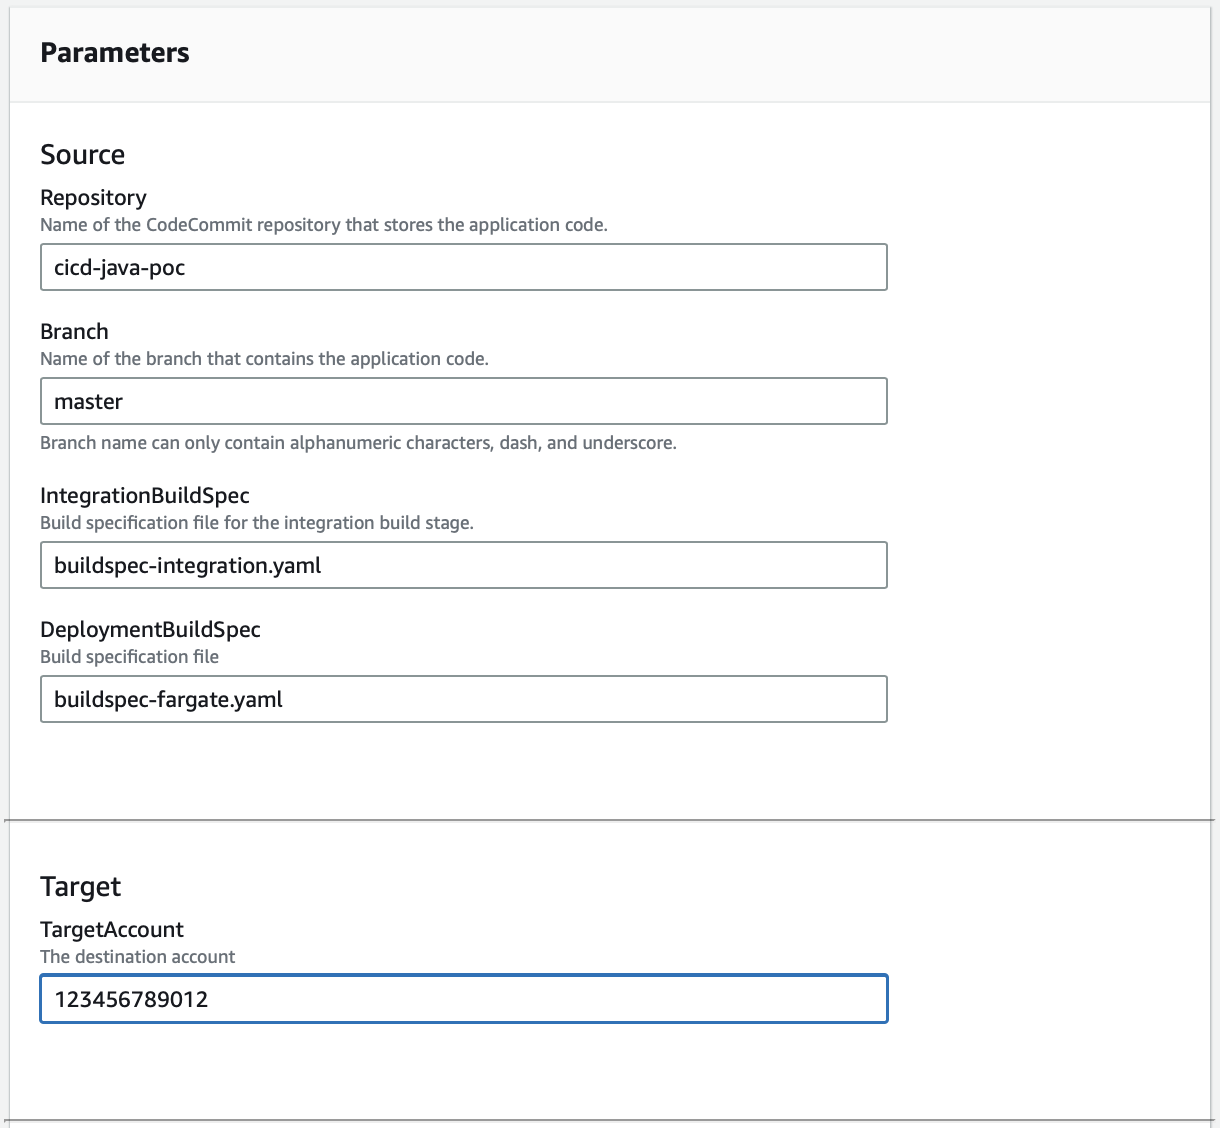 Parameters
Source
Repository
Name of the CodeCommit repository that stores the application code.
cicd-java-poc
Branch
Name of the branch that contains the application code.
master
Branch name can only contain alphanumeric characters, dash, and underscore.
IntegrationBuildSpec
Build specification file for the integration build stage.
buildspec-integration.yaml
DeploymentBuildSpec
Build specification file
buildspec-fargate.yaml
Target
TargetAccount
The destination account
123456789012